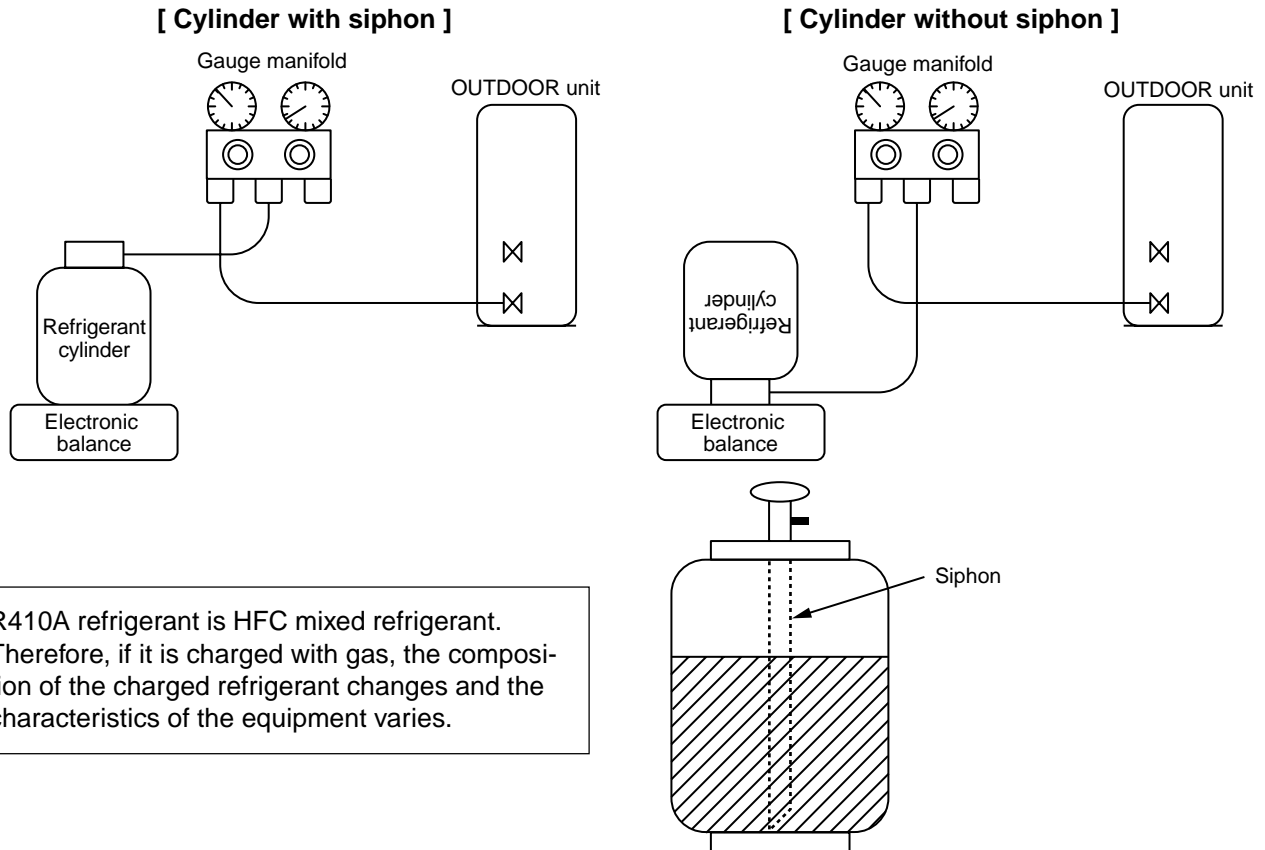 [ Cylinder with siphon ]
Gauge manifold
OUTDOOR unit
Refrigerant
cylinder
Electronic
balance
[ Cylinder without siphon ]
Gauge manifold
OUTDOOR unit
Refrigerant
cylinder
Electronic
balance
Siphon
R410A refrigerant is HFC mixed refrigerant.
Therefore, if it is charged with gas, the composi-
ion of the charged refrigerant changes and the
characteristics of the equipment varies.